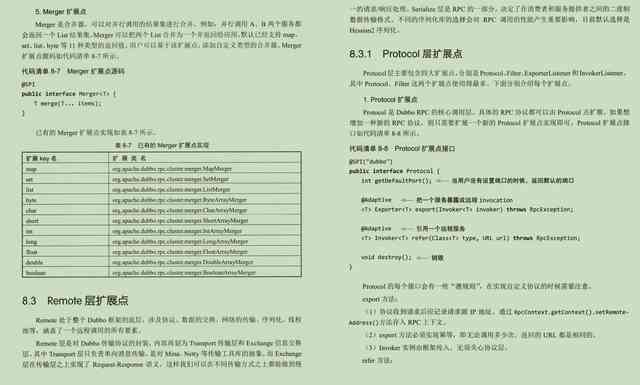 5. Merger 扩展点
Merger 是合并器，可以对并行调用的结果集进行合并。例如：并行调用 A、B 两个服务都
会返回一个 List 结果集，Merger 可以把两个 List 合并为一个并返回给应用。默认已经支持 map、
set、list、byte 等 11 种类型的返回值。用户可以基于该扩展点，添加自定义类型的合并器。Merger
扩展点源码如代码清单 8-7 所示。
代码清单 8-7 Merger 扩展点源码
@SPI
public interface Merger<T> {
T merge(T... items);
}
已有的 Merger 扩展点实现如表 8-7 所示。
表 8-7 已有的 Merger 扩展点实现
扩展 key 名 扩 展 类 名
map org.apache.dubbo.rpc.cluster.merger.MapMerger
set org.apache.dubbo.rpc.cluster.merger.SetMerger
list org.apache.dubbo.rpc.cluster.merger.ListMerger
byte org.apache.dubbo.rpc.cluster.merger.ByteArrayMerger
char org.apache.dubbo.rpc.cluster.merger.CharArrayMerger
short org.apache.dubbo.rpc.cluster.merger.ShortArrayMerger
int org.apache.dubbo.rpc.cluster.merger.IntArrayMerger
long org.apache.dubbo.rpc.cluster.merger.LongArrayMerger
float org.apache.dubbo.rpc.cluster.merger.FloatArrayMerger
double org.apache.dubbo.rpc.cluster.merger.DoubleArrayMerger
boolean org.apache.dubbo.rpc.cluster.merger.BooleanArrayMerger
8.3 Remote 层扩展点
Remote 处于整个 Dubbo 框架的底层，涉及协议、数据的交换、网络的传输、序列化、线程
池等，涵盖了一个远程调用的所有要素。
Remote 层是对 Dubbo 传输协议的封装，内部再划为 Transport 传输层和 Exchange 信息交换
层。其中 Transport 层只负责单向消息传输，是对 Mina、Netty 等传输工具库的抽象。而 Exchange
层在传输层之上实现了 Request-Response 语义，这样我们可以在不同传输方式之上都能做到统
一的请求/响应处理。Serialize 层是 RPC 的一部分，决定了在消费者和服务提供者之间的二进制
数据传输格式。不同的序列化库的选择会对 RPC 调用的性能产生重要影响，目前默认选择是
Hessian2 序列化。
8.3.1 Protocol 层扩展点
Protocol 层主要包含四大扩展点，分别是 Protocol、Filter、ExporterListener 和 InvokerListener。
其中 Protocol、Filter 这两个扩展点使用得最多。下面分别介绍每个扩展点。
1. Protocol 扩展点
Protocol 是 Dubbo RPC 的核心调用层，具体的 RPC 协议都可以由 Protocol 点扩展。如果想
增加一种新的 RPC 协议，则只需要扩展一个新的 Protocol 扩展点实现即可。Protocol 扩展点接
口如代码清单 8-8 所示。
代码清单 8-8 Protocol 扩展点接口
@SPI("dubbo")
public interface Protocol {
int getDefaultPort(); <—— 当用户没有设置端口的时候，返回默认的端口
@Adaptive <—— 把一个服务暴露成远程 invocation
<T> Exporter<T> export(Invoker<T> invoker) throws RpcException;
@Adaptive <—— 引用一个远程服务
<T> Invoker<T> refer(Class<T> type, URL url) throws RpcException;
void destroy(); <—— 销毁
}
Protocol 的每个接口会有一些“潜规则”，在实现自定义协议的时候需要注意。
export 方法：
（1）协议收到请求后应记录请求源 IP 地址。通过 RpcContext.getContext().setRemote-
Address()方法存入 RPC 上下文。
（2）export 方法必须实现幂等，即无论调用多少次，返回的 URL 都是相同的。
（3）Invoker 实例由框架传入，无须关心协议层。
refer 方法：